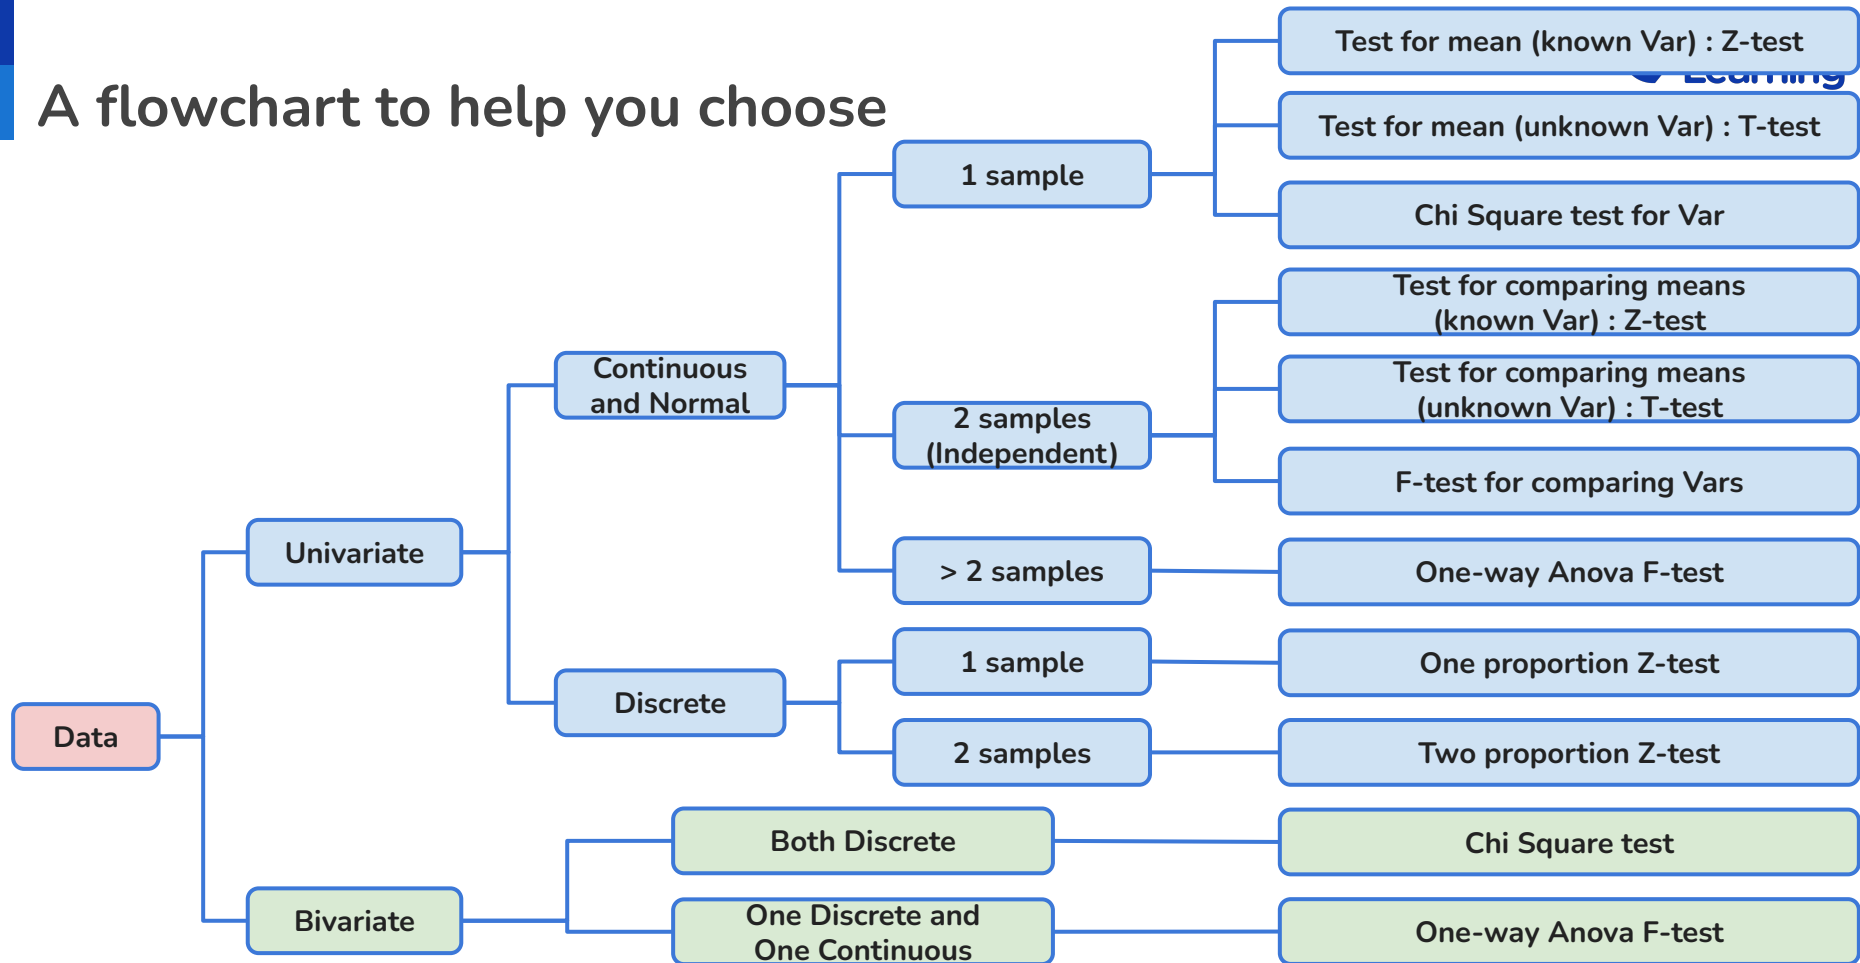 A flowchart to help you choose
Test for mean (known Var) : Z-test
Learning
Test for mean (unknown Var) : T-test
1 sample
Chi Square test for Var
Test for comparing means
(known Var) : Z-test
Continuous
and Normal
Test for comparing means
(unknown Var) : T-test
2 samples
(Independent)
F-test for comparing Vars
Univariate
> 2 samples
One-way Anova F-test
1 sample
One proportion Z-test
Discrete
Data
2 samples
Two proportion Z-test
Both Discrete
Chi Square test
Bivariate
One Discrete and
One Continuous
One-way Anova F-test